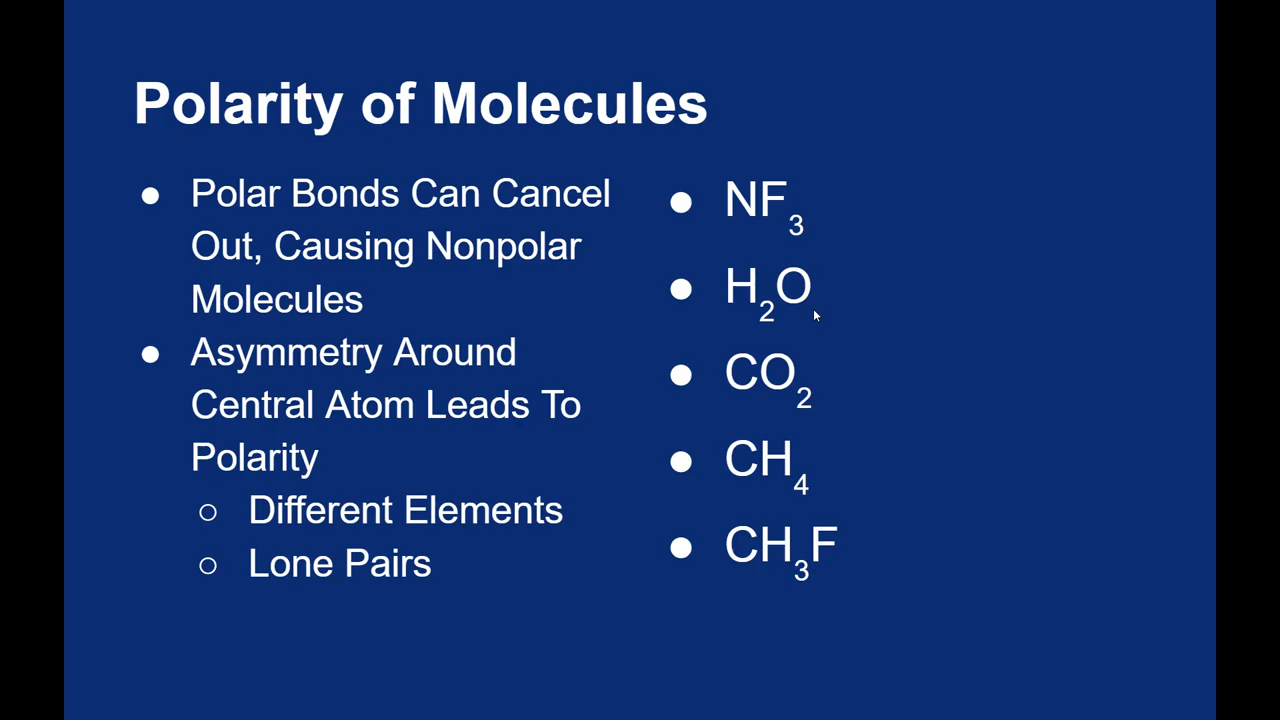 Polarity of Molecules
● Polar Bonds Can Cancel
Out, Causing Nonpolar
Molecules
● Asymmetry Around
Central Atom Leads To
Polarity
○ Different Elements
○ Lone Pairs
● NF₃
● H₂O
● CO₂
● CH₄
● CH₃F